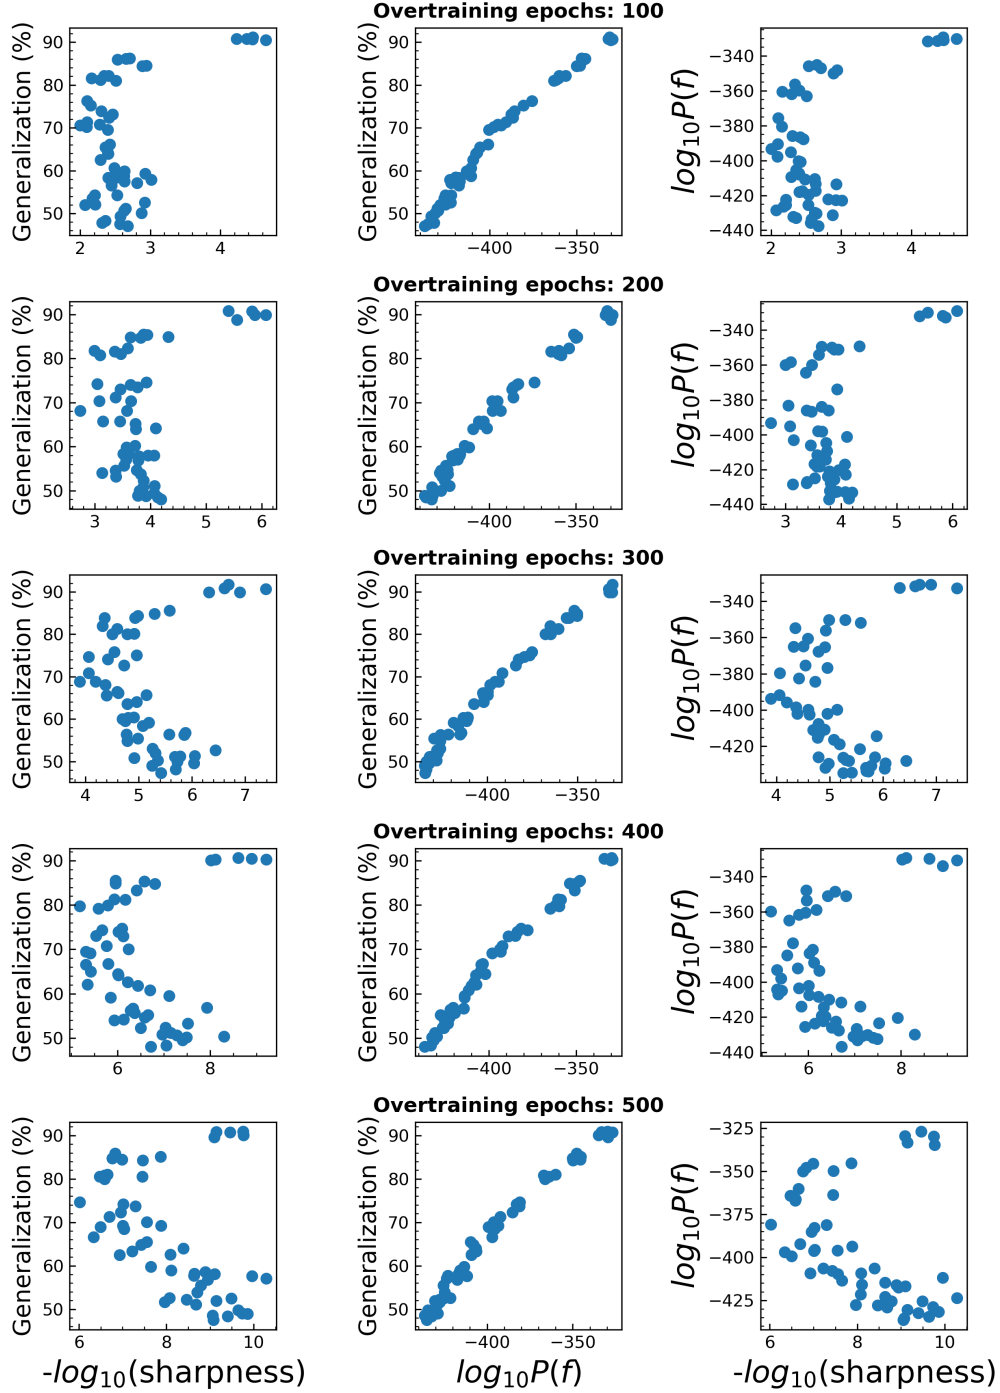 Overtraining epochs: 100
Generalization (%)
90
80
70
60
50
2 3 4
Generalization (%)
90
80
70
60
50
−400 −350
log10P(f)
−340
−360
−380
−400
−420
−440
2 3 4
Overtraining epochs: 200
Generalization (%)
90
80
70
60
50
3 4 5 6
Generalization (%)
90
80
70
60
50
−400 −350
log10P(f)
−340
−360
−380
−400
−420
−440
3 4 5 6
Overtraining epochs: 300
Generalization (%)
90
80
70
60
50
4 5 6 7
Generalization (%)
90
80
70
60
50
−400 −350
log10P(f)
−340
−360
−380
−400
−420
4 5 6 7
Overtraining epochs: 400
Generalization (%)
90
80
70
60
50
6 8
Generalization (%)
90
80
70
60
50
−400 −350
log10P(f)
−340
−360
−380
−400
−420
−440
6 8
Overtraining epochs: 500
Generalization (%)
90
80
70
60
50
6 8 10
-log10(sharpness)
Generalization (%)
90
80
70
60
50
−400 −350
log10P(f)
log10P(f)
−325
−350
−375
−400
−425
6 8 10
-log10(sharpness)